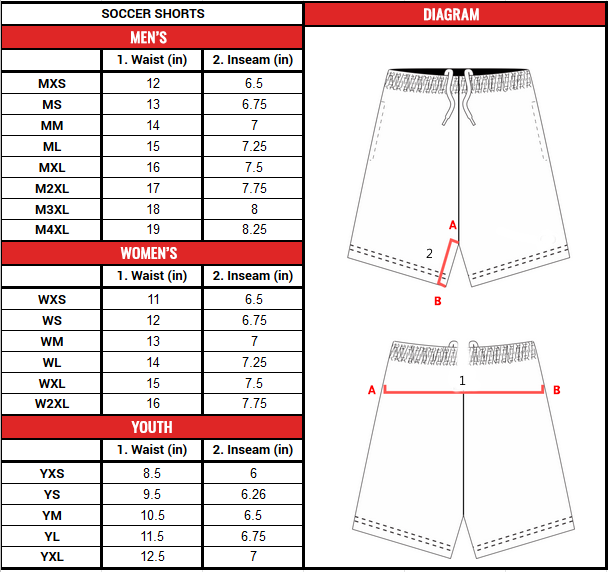 SOCCER SHORTS
MEN'S
1. Waist (in) 2. Inseam (in)
MXS 12 6.5
MS 13 6.75
MM 14 7
ML 15 7.25
MXL 16 7.5
M2XL 17 7.75
M3XL 18 8
M4XL 19 8.25
WOMEN'S
1. Waist (in) 2. Inseam (in)
WXS 11 6.5
WS 12 6.75
WM 13 7
WL 14 7.25
WXL 15 7.5
W2XL 16 7.75
YOUTH
1. Waist (in) 2. Inseam (in)
YXS 8.5 6
YS 9.5 6.26
YM 10.5 6.5
YL 11.5 6.75
YXL 12.5 7
DIAGRAM
A
2
B
1
A B